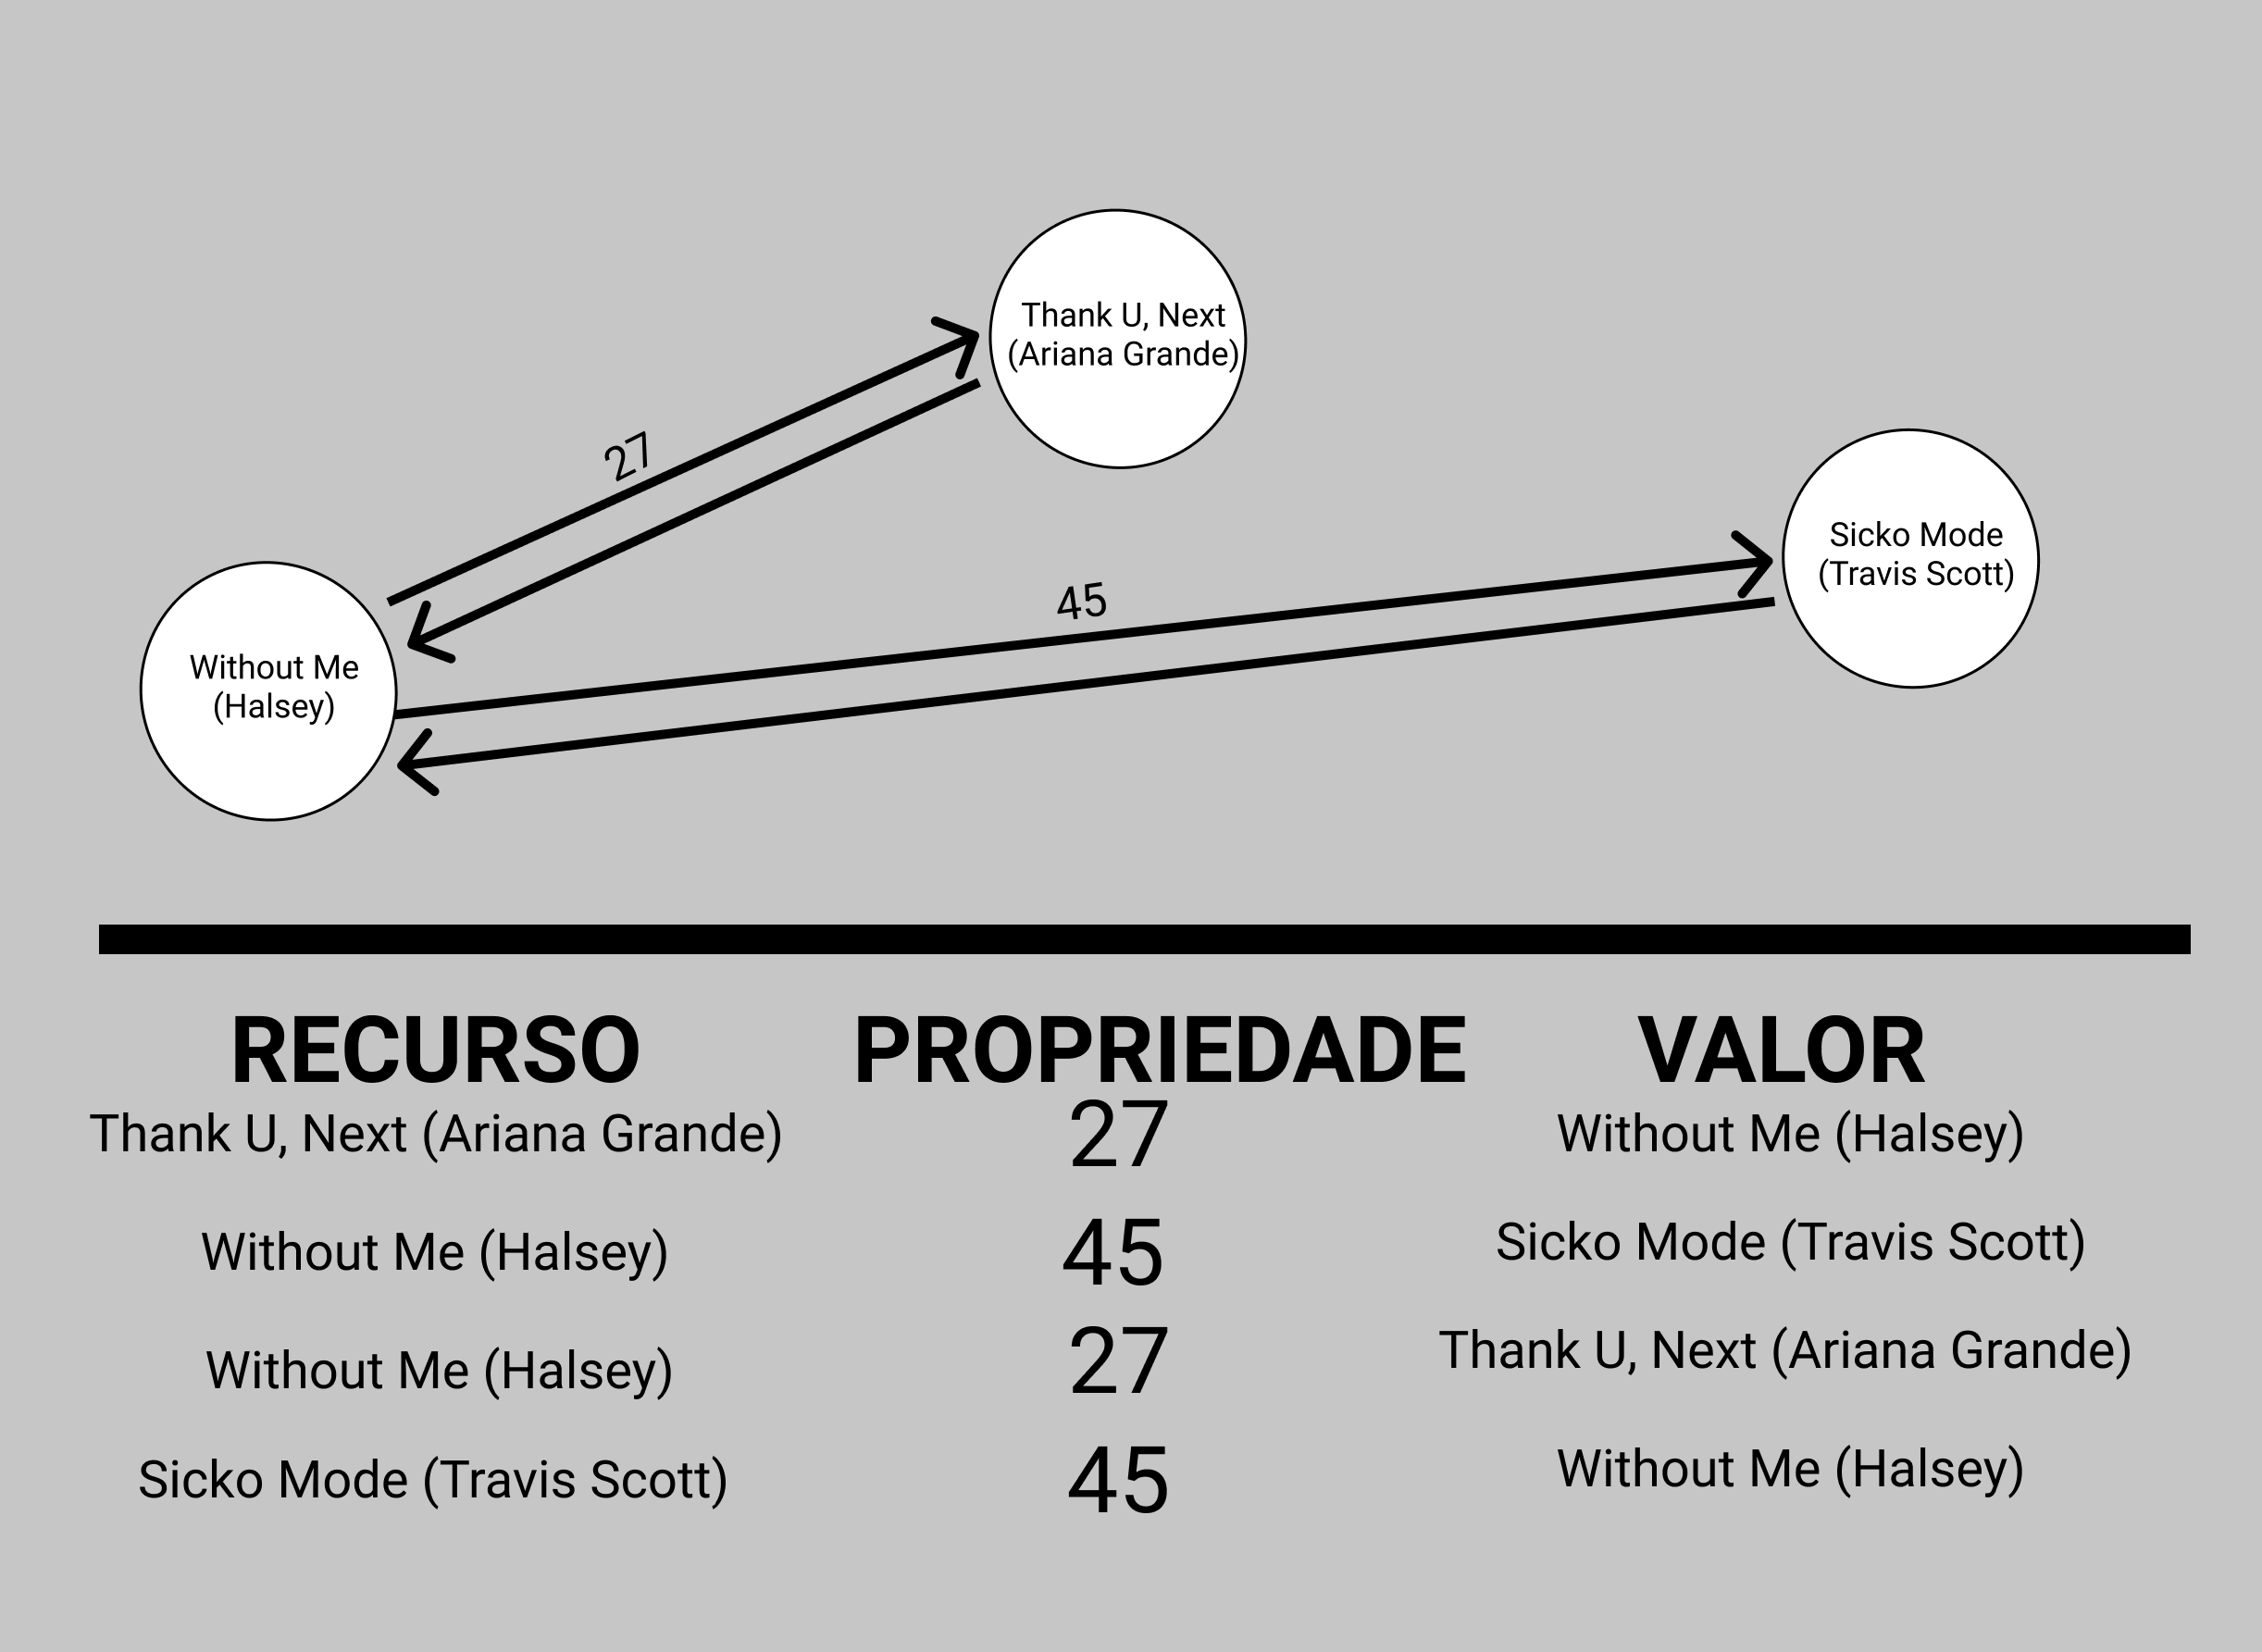 Thank U, Next
(Ariana Grande)
27
Sicko Mode
(Travis Scott)
45
Without Me
(Halsey)
RECURSO PROPRIEDADE VALOR
Thank U, Next (Ariana Grande) 27 Without Me (Halsey)
Without Me (Halsey) 45 Sicko Mode (Travis Scott)
Without Me (Halsey) 27 Thank U, Next (Ariana Grande)
Sicko Mode (Travis Scott) 45 Without Me (Halsey)